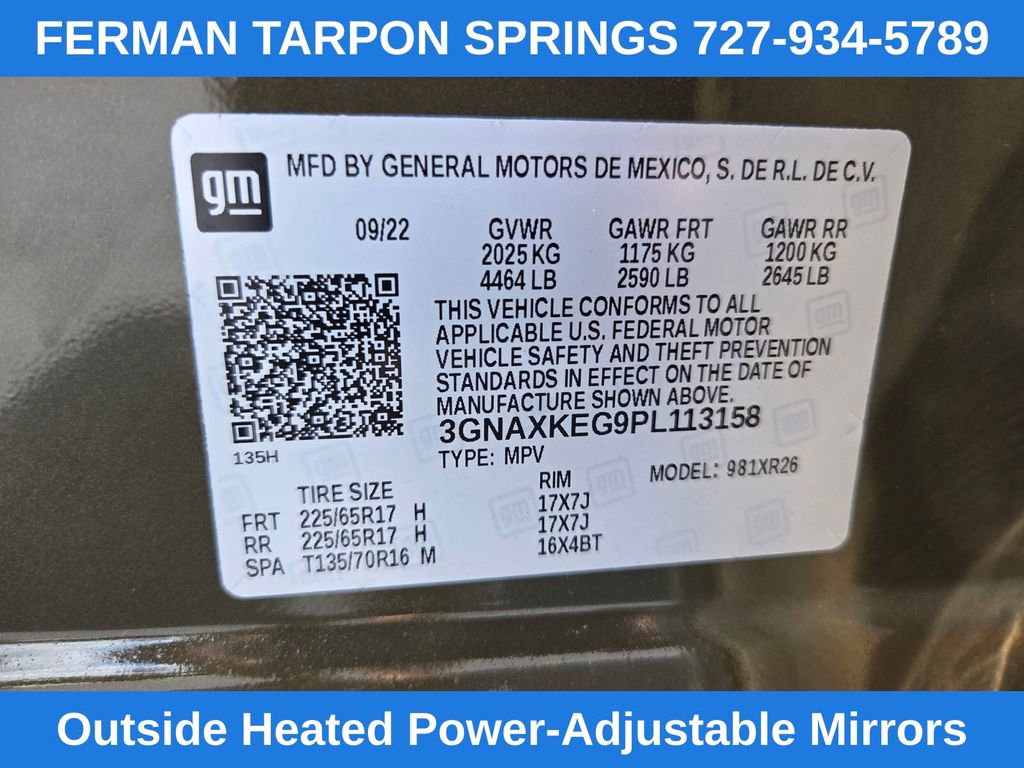 FERMAN TARPON SPRINGS 727-934-5789
gm
MFD BY GENERAL MOTORS DE MEXICO, S. DE R.L. DE C.V.
09/22 GVWR GAWR FRT GAWR RR
2025 KG 1175 KG 1200 KG
4464 LB 2590 LB 2645 LB
THIS VEHICLE CONFORMS TO ALL
APPLICABLE U.S. FEDERAL MOTOR
VEHICLE SAFETY AND THEFT PREVENTION
STANDARDS IN EFFECT ON THE DATE OF
MANUFACTURE SHOWN ABOVE.
3GNAXKEG9PL113158
135H
TYPE: MPV MODEL: 981XR26
TIRE SIZE RIM
FRT 225/65R17 H 17X7J
RR 225/65R17 H 17X7J
SPA T135/70R16 M 16X4BT
Outside Heated Power-Adjustable Mirrors